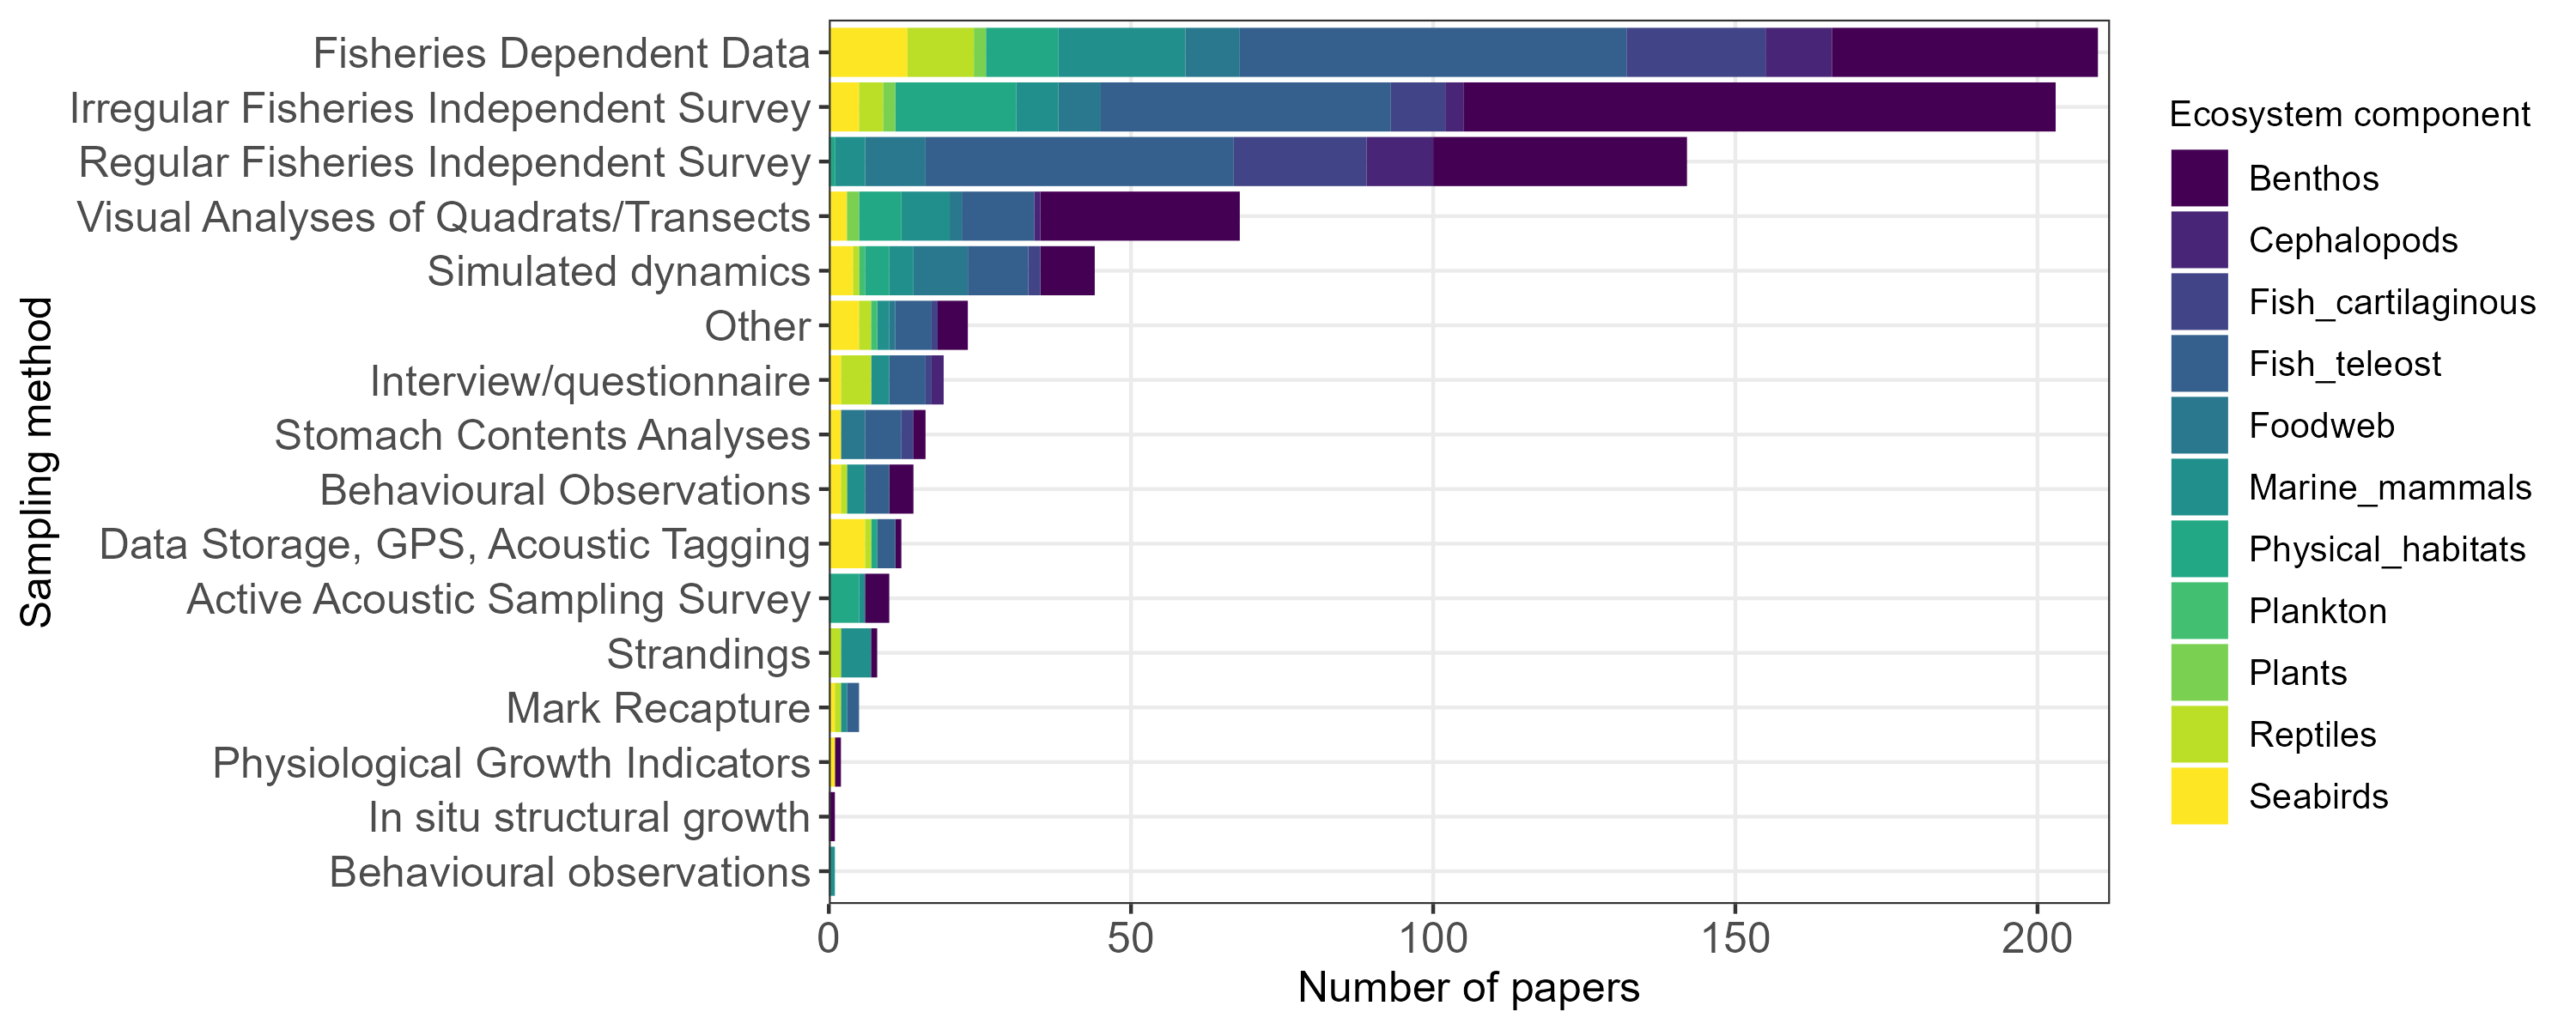 Sampling method
Fisheries Dependent Data
Irregular Fisheries Independent Survey
Regular Fisheries Independent Survey
Visual Analyses of Quadrats/Transects
Simulated dynamics
Other
Interview/questionnaire
Stomach Contents Analyses
Behavioural Observations
Data Storage, GPS, Acoustic Tagging
Active Acoustic Sampling Survey
Strandings
Mark Recapture
Physiological Growth Indicators
In situ structural growth
Behavioural observations
0 50 100 150 200
Number of papers
Ecosystem component
Benthos
Cephalopods
Fish_cartilaginous
Fish_teleost
Foodweb
Marine_mammals
Physical_habitats
Plankton
Plants
Reptiles
Seabirds